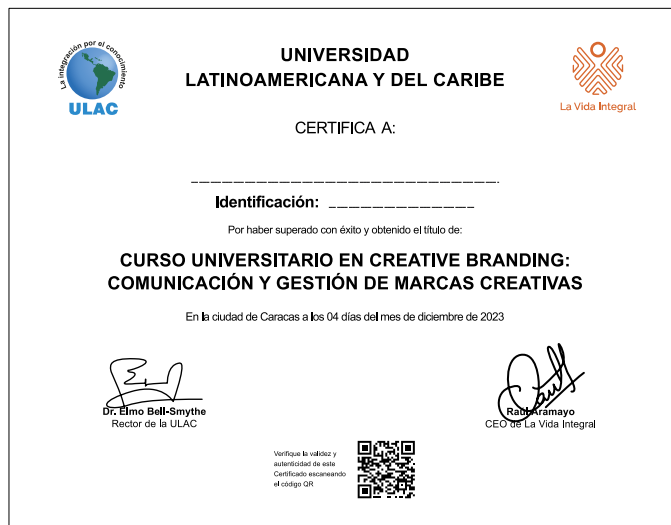 La integración por el conocimiento
ULAC
UNIVERSIDAD
LATINOAMERICANA Y DEL CARIBE
La Vida Integral
CERTIFICA A:
Identificación:
Por haber superado con éxito y obtenido el título de:
CURSO UNIVERSITARIO EN CREATIVE BRANDING:
COMUNICACIÓN Y GESTIÓN DE MARCAS CREATIVAS
En la ciudad de Caracas a los 04 días del mes de diciembre de 2023
Dr. Elmo Bell-Smythe
Rector de la ULAC
Raúl Aramayo
CEO de La Vida Integral
Verifique la validez y
autenticidad de este
Certificado escaneando
el código QR